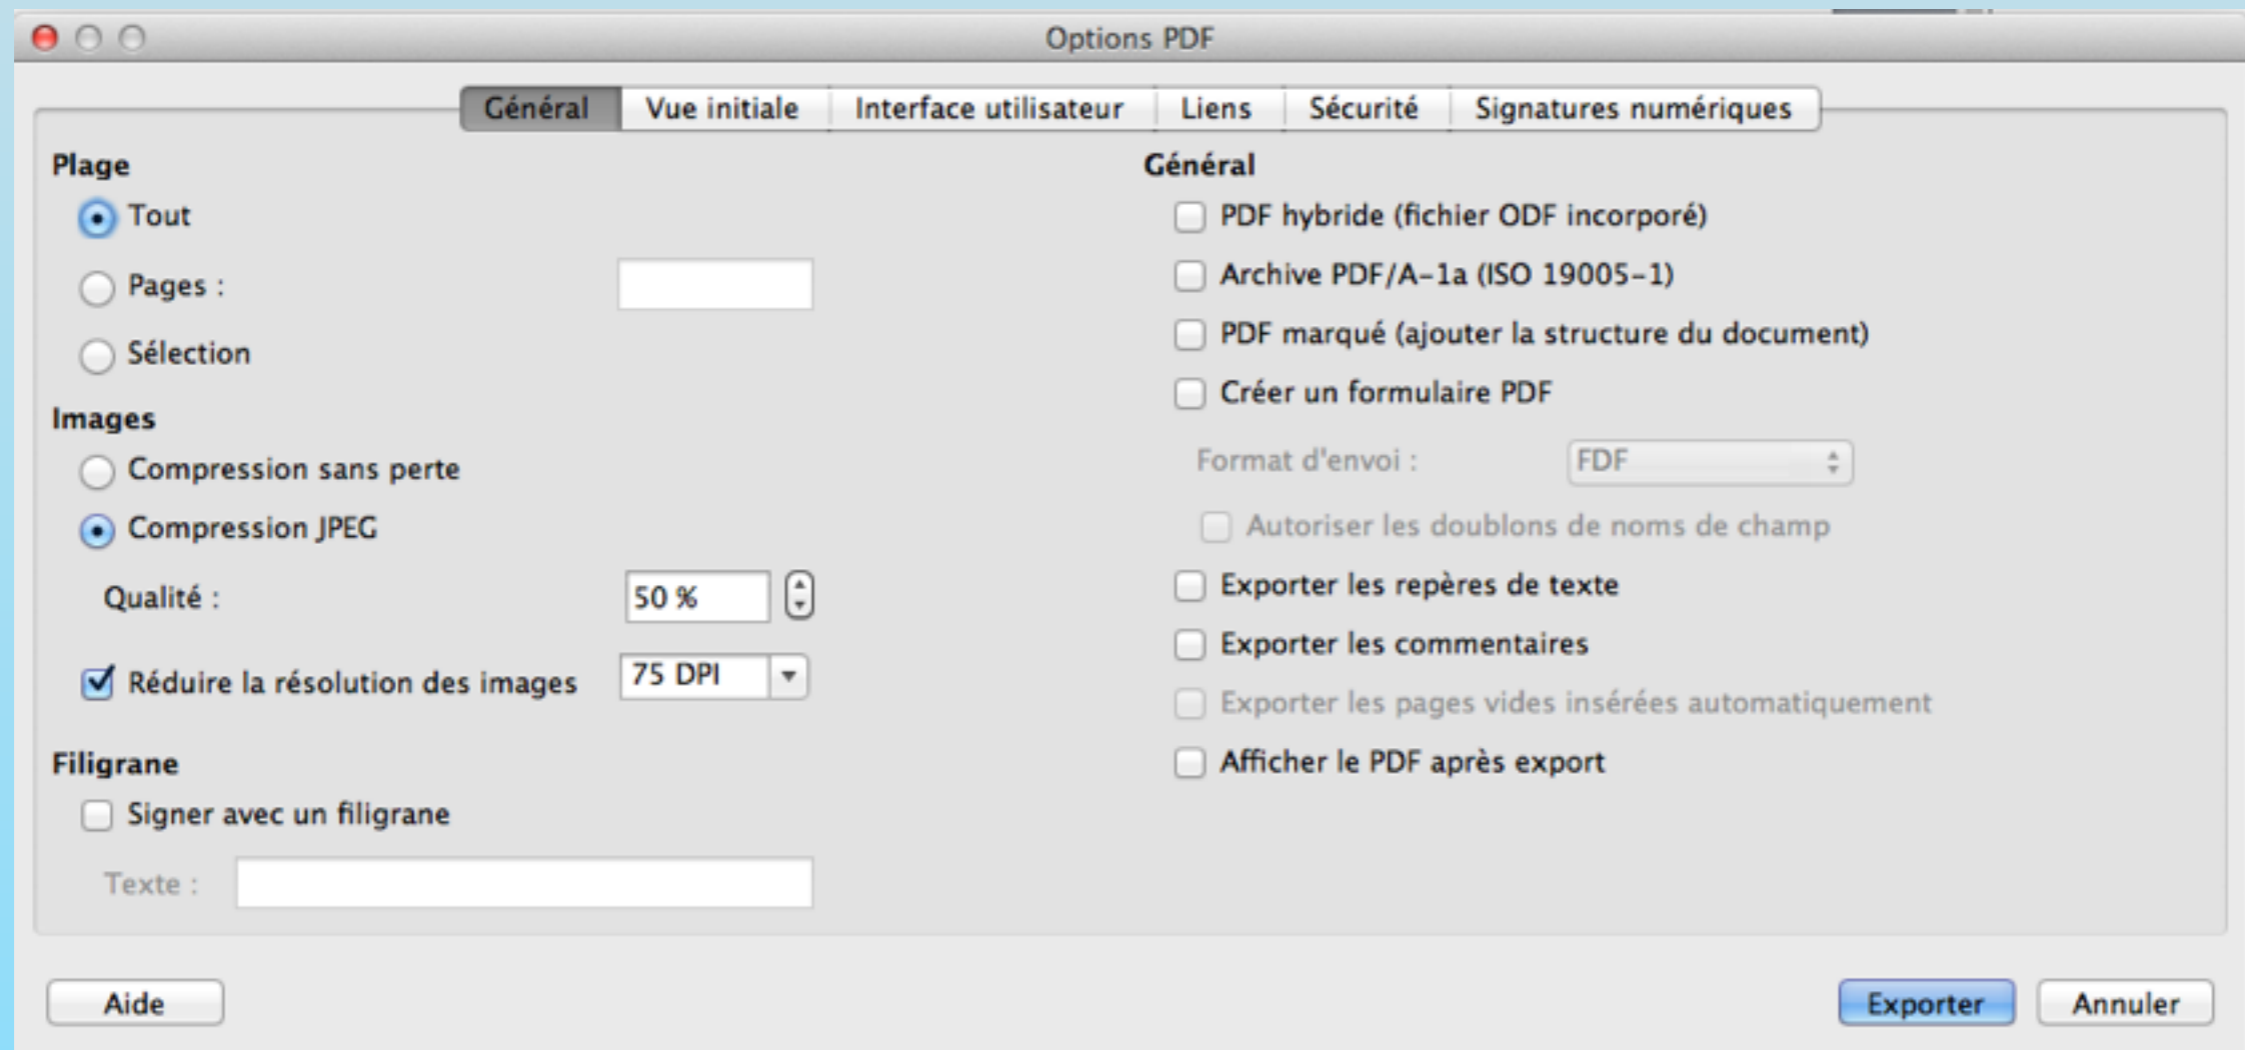 Options PDF
Général
Vue initiale
Interface utilisateur
Liens
Sécurité
Signatures numériques
Plage
Tout
Pages :
Sélection
Images
Compression sans perte
Compression JPEG
Qualité :
50 %
Réduire la résolution des images
75 DPI
Filigrane
Signer avec un filigrane
Texte :
Général
PDF hybride (fichier ODF incorporé)
Archive PDF/A-1a (ISO 19005-1)
PDF marqué (ajouter la structure du document)
Créer un formulaire PDF
Format d'envoi :
FDF
Autoriser les doublons de noms de champ
Exporter les repères de texte
Exporter les commentaires
Exporter les pages vides insérées automatiquement
Afficher le PDF après export
Aide
Exporter
Annuler